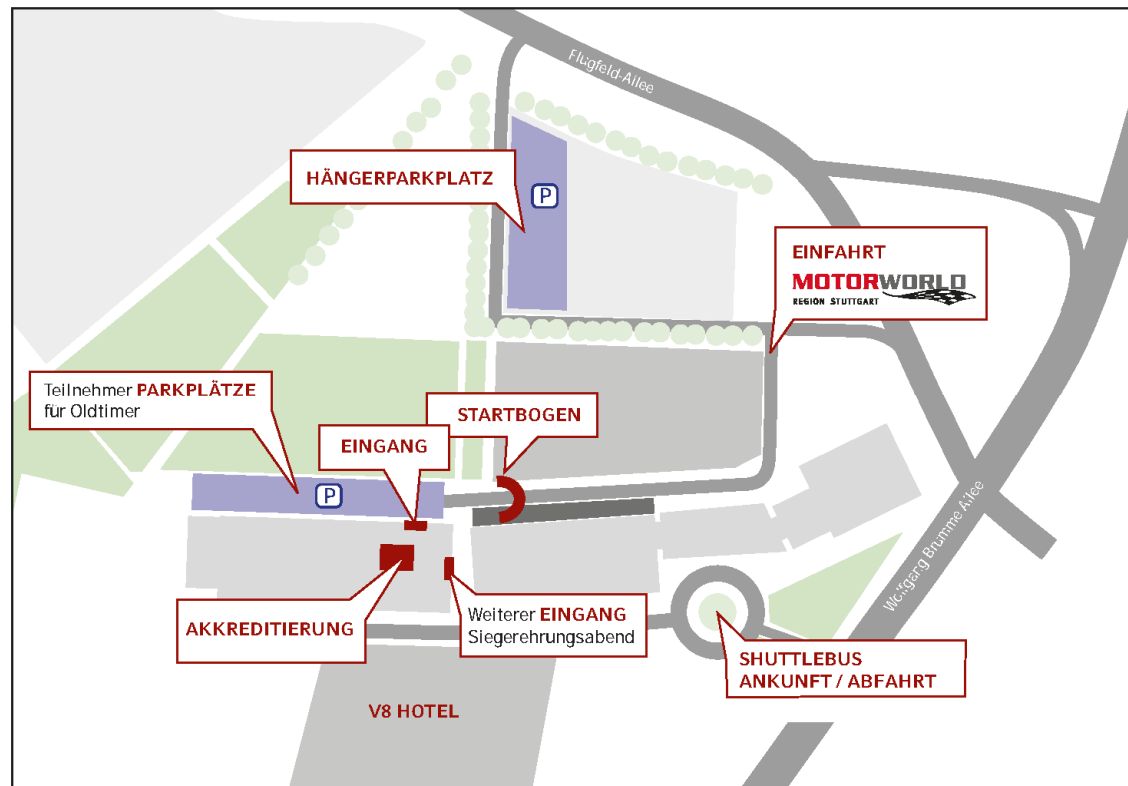 Flugfeld-Allee
HÄNGERPARKPLATZ
P
EINFAHRT
MOTORWORLD
REGION STUTTGART
Teilnehmer PARKPLÄTZE
für Oldtimer
STARTBOGEN
EINGANG
P
Wolfgang Brumme Allee
AKKREDITIERUNG
Weiterer EINGANG
Siegerehrungsabend
SHUTTLEBUS
ANKUNFT / ABFAHRT
V8 HOTEL